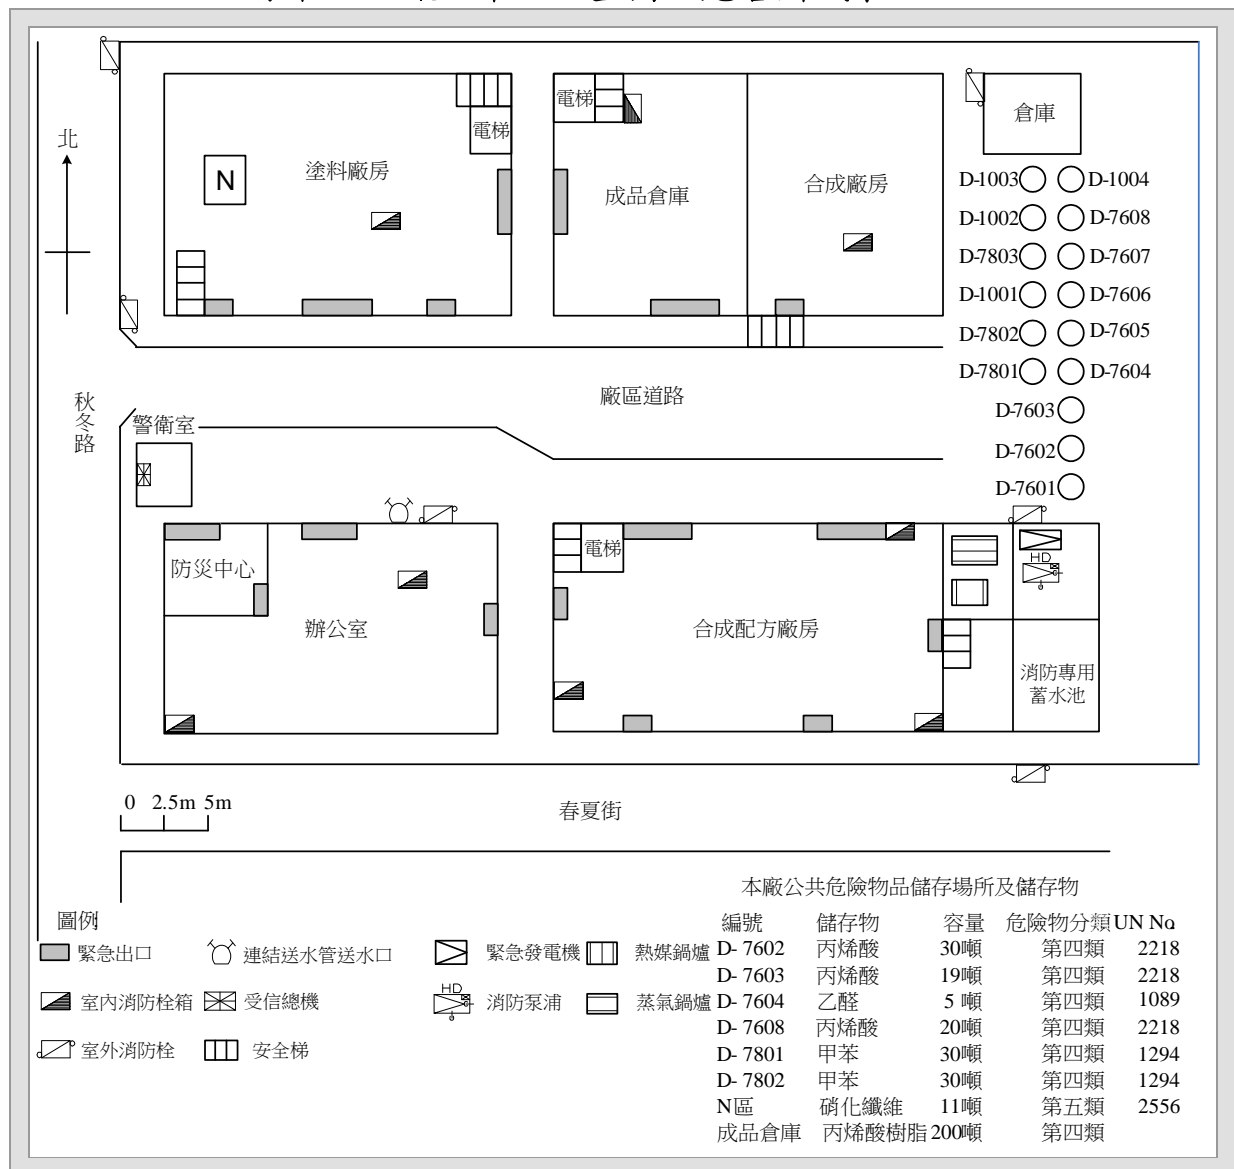 北
電梯
電梯
倉庫
塗料廠房
N
成品倉庫
合成廠房
D-1003
D-1004
D-1002
D-7608
D-7803
D-7607
D-1001
D-7606
D-7802
D-7605
D-7801
D-7604
D-7603
D-7602
D-7601
廠區道路
秋冬路
警衛室
防災中心
辦公室
電梯
合成配方廠房
HD
消防專用
蓄水池
0 2.5m 5m
春夏街
本廠公共危險物品儲存場所及儲存物
編號 儲存物 容量 危險物分類 UN No.
D- 7602 丙烯酸 30噸 第四類 2218
D- 7603 丙烯酸 19噸 第四類 2218
D- 7604 乙醛 5 噸 第四類 1089
D- 7608 丙烯酸 20噸 第四類 2218
D- 7801 甲苯 30噸 第四類 1294
D- 7802 甲苯 30噸 第四類 1294
N區 硝化纖維 11噸 第五類 2556
成品倉庫 丙烯酸樹脂 200噸 第四類
圖例
緊急出口 連結送水管送水口 緊急發電機 熱媒鍋爐
室內消防栓箱 受信總機 HD 消防泵浦 蒸氣鍋爐
室外消防栓 安全梯